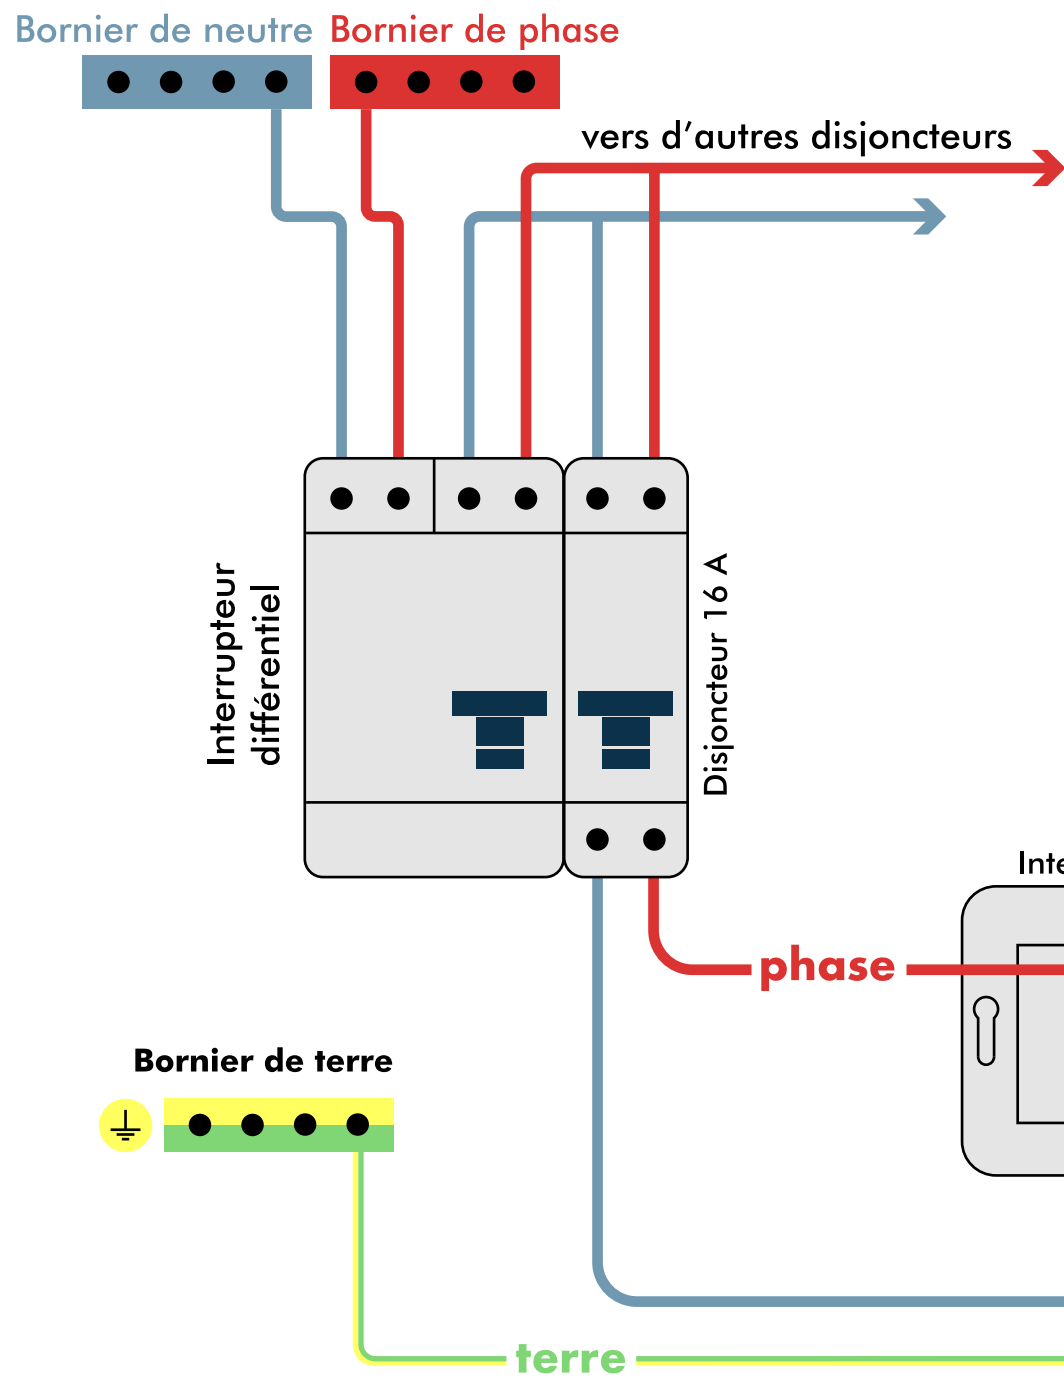 Bornier de neutre
Bornier de phase
vers d'autres disjoncteurs
Interrupteur
différentiel
Disjoncteur 16 A
phase
Bornier de terre
terre